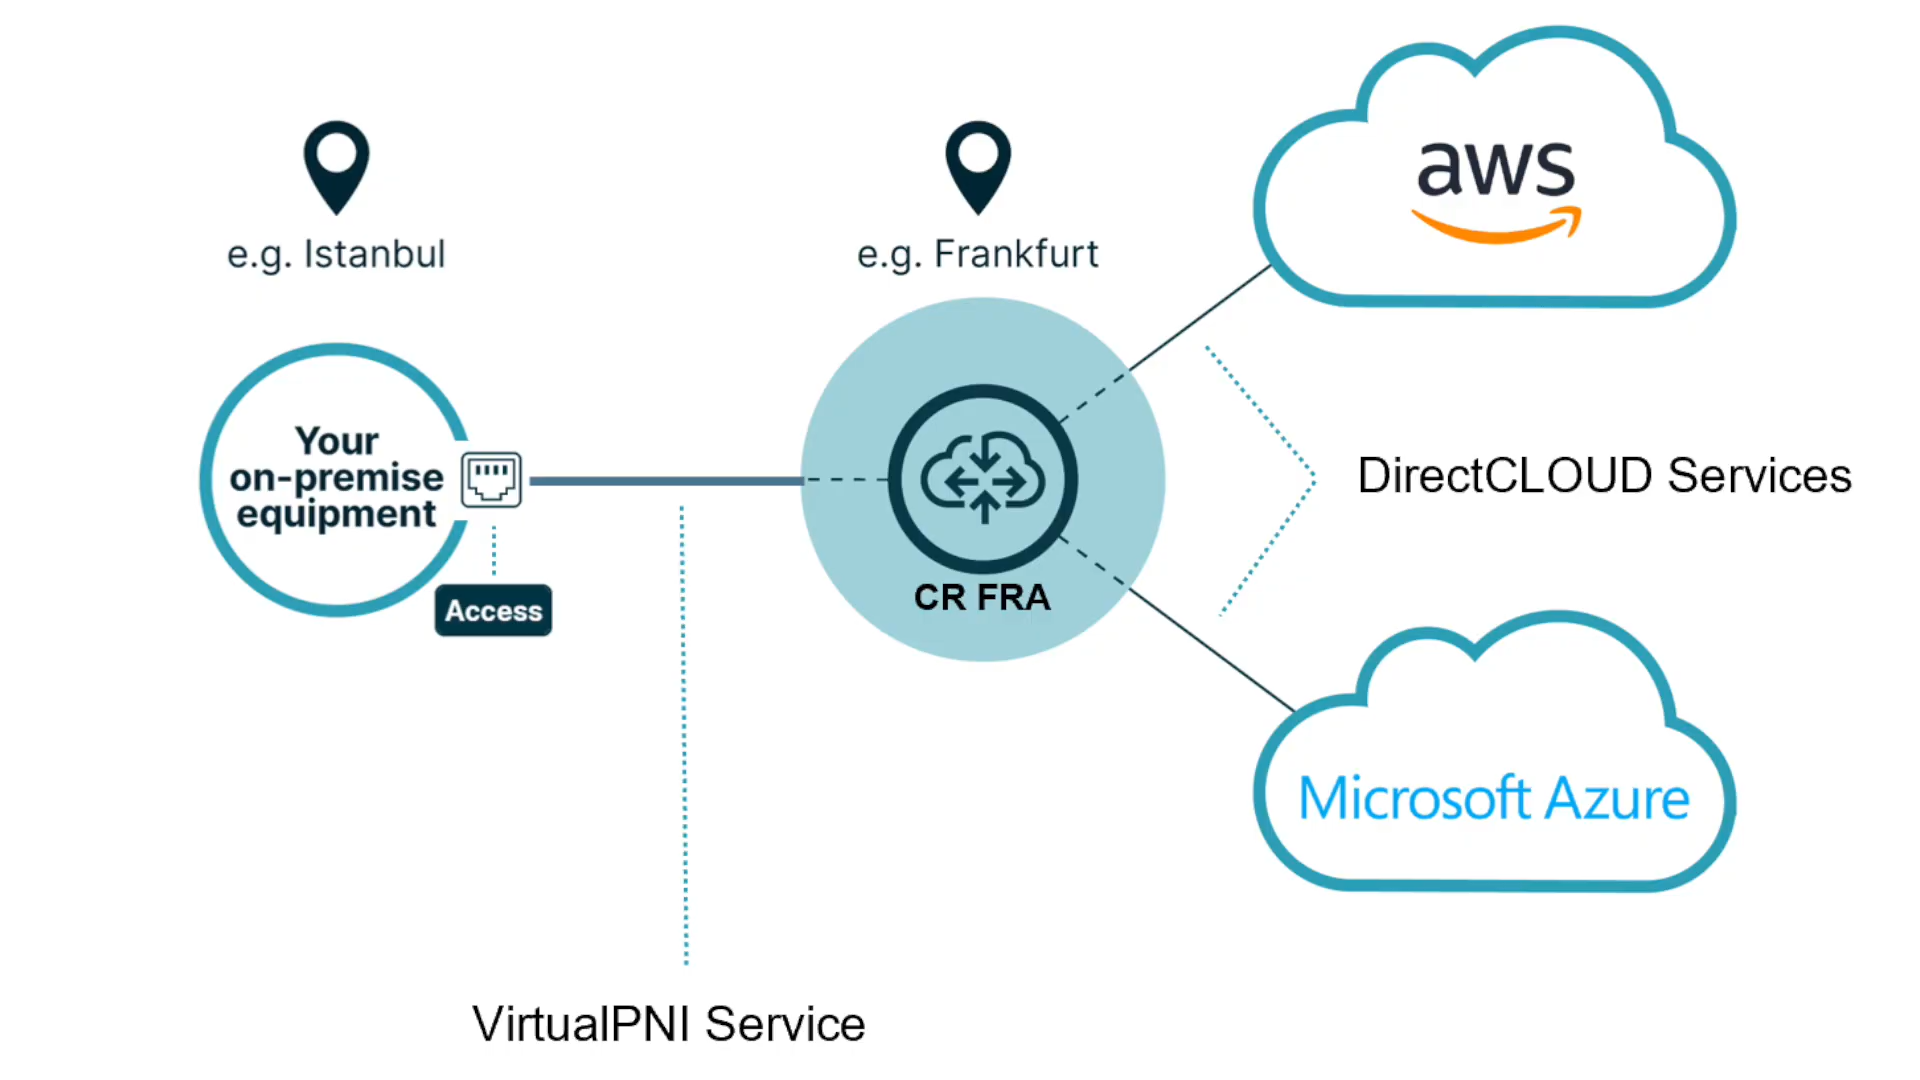 e.g. Istanbul
e.g. Frankfurt
aws
Your
on-premise
equipment
Access
CR FRA
DirectCLOUD Services
Microsoft Azure
VirtualPNI Service